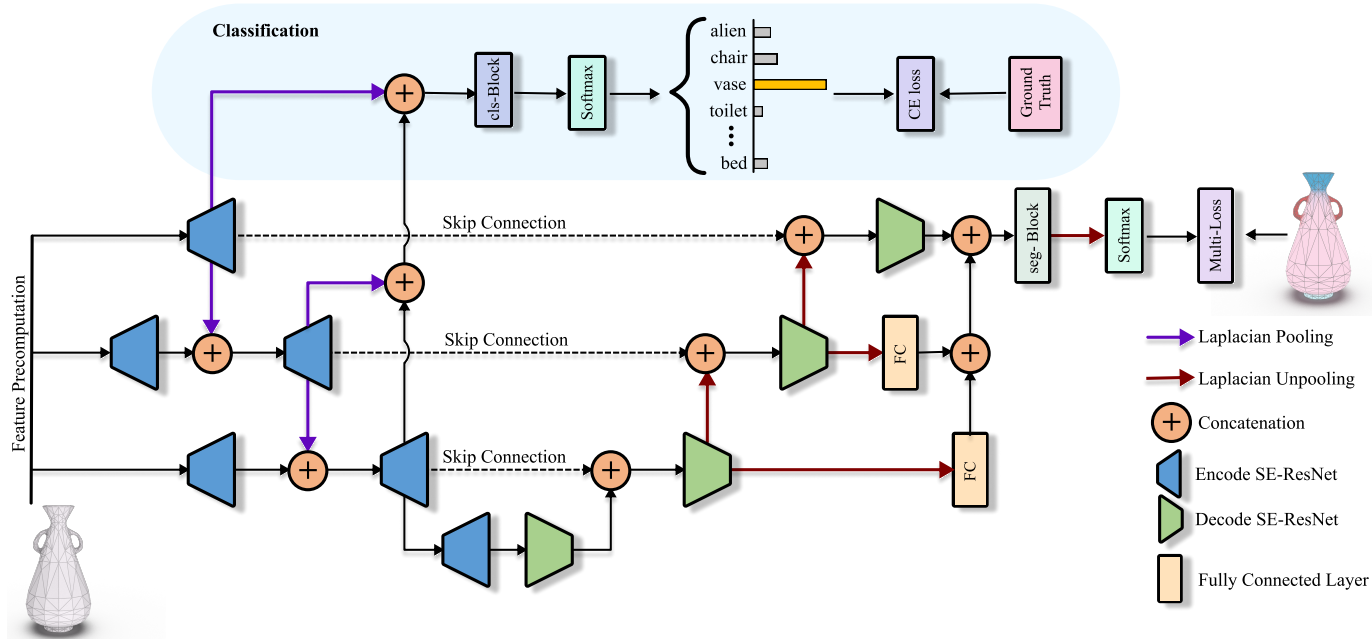 Classification
alien
chair
vase
toilet
bed
cls-Block
Softmax
CE loss
Ground
Truth
Skip Connection
seg- Block
Softmax
Multi-Loss
Feature Precomputation
Skip Connection
FC
Laplacian Pooling
Laplacian Unpooling
Concatenation
Skip Connection
FC
Encode SE-ResNet
Decode SE-ResNet
Fully Connected Layer